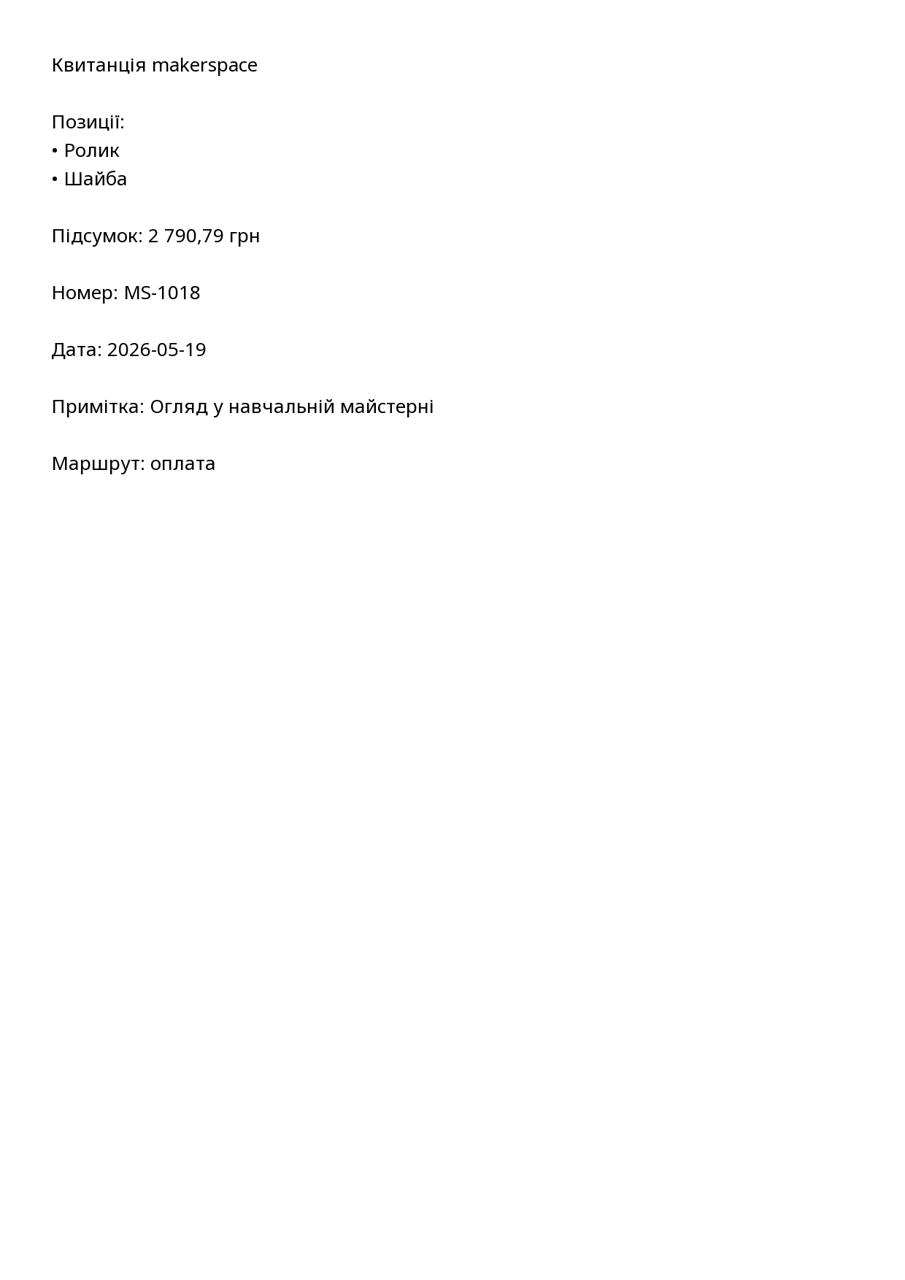 Квитанція makerspace
Позиції:
• Ролик
• Шайба
Підсумок: 2 790,79 грн
Номер: MS-1018
Дата: 2026-05-19
Примітка: Огляд у навчальній майстерні
Маршрут: оплата